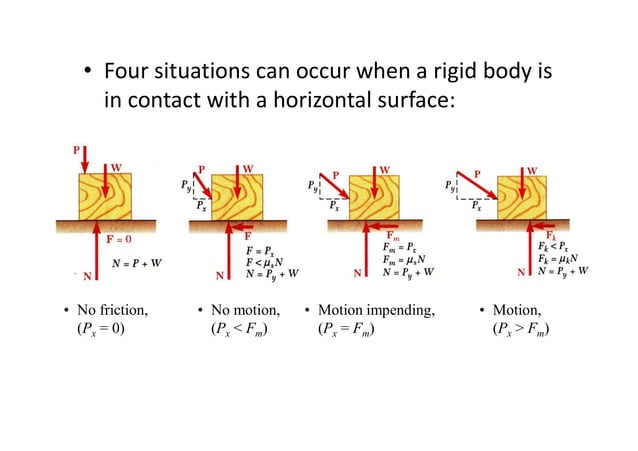 • Four situations can occur when a rigid body is
in contact with a horizontal surface:
P
W
F = 0
N = P + W
N
P
W
Py
Px
F
F = Px
F < μsN
N = Py + W
N
P
W
Py
Px
Fm
Fm = Px
Fm = μsN
N = Py + W
N
P
W
Py
Px
Fk
Fk < Px
Fk = μkN
N = Py + W
N
• No friction,
(Px = 0)
• No motion,
(Px < Fm)
• Motion impending,
(Px = Fm)
• Motion,
(Px > Fm)